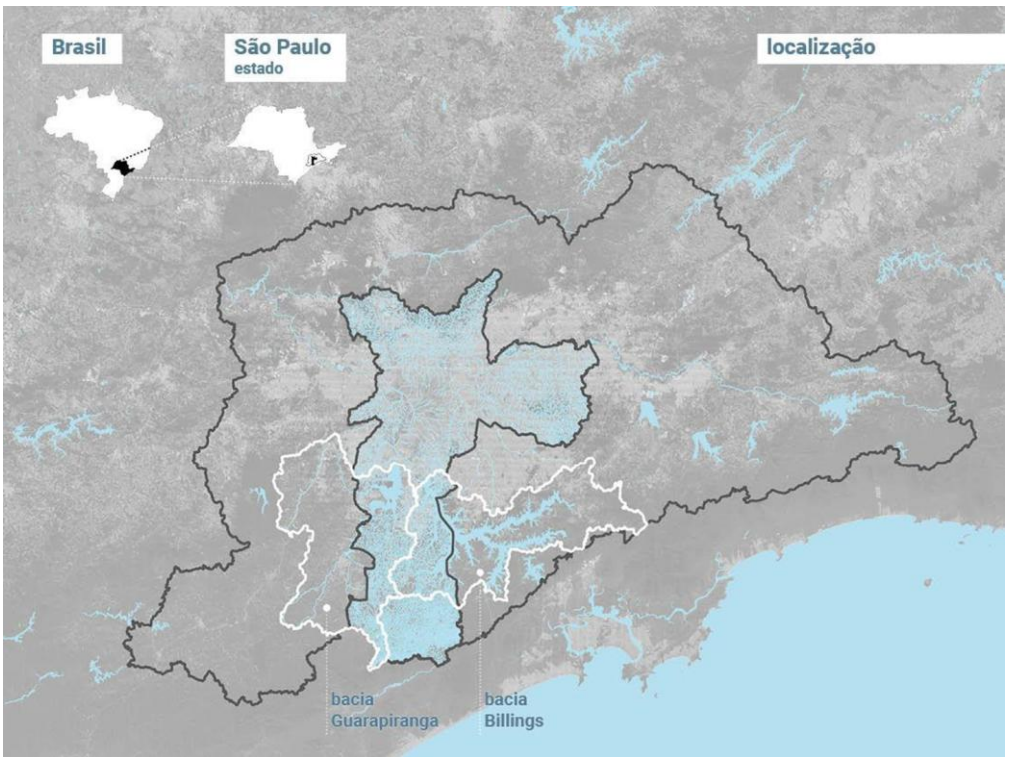 Brasil
São Paulo
estado
localização
bacia
Guarapiranga
bacia
Billings